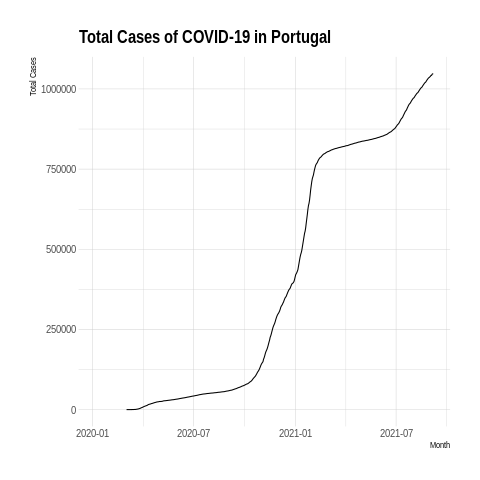 Total Cases of COVID-19 in Portugal
Total Cases
1000000
750000
500000
250000
0
2020-01 2020-07 2021-01 2021-07
Month